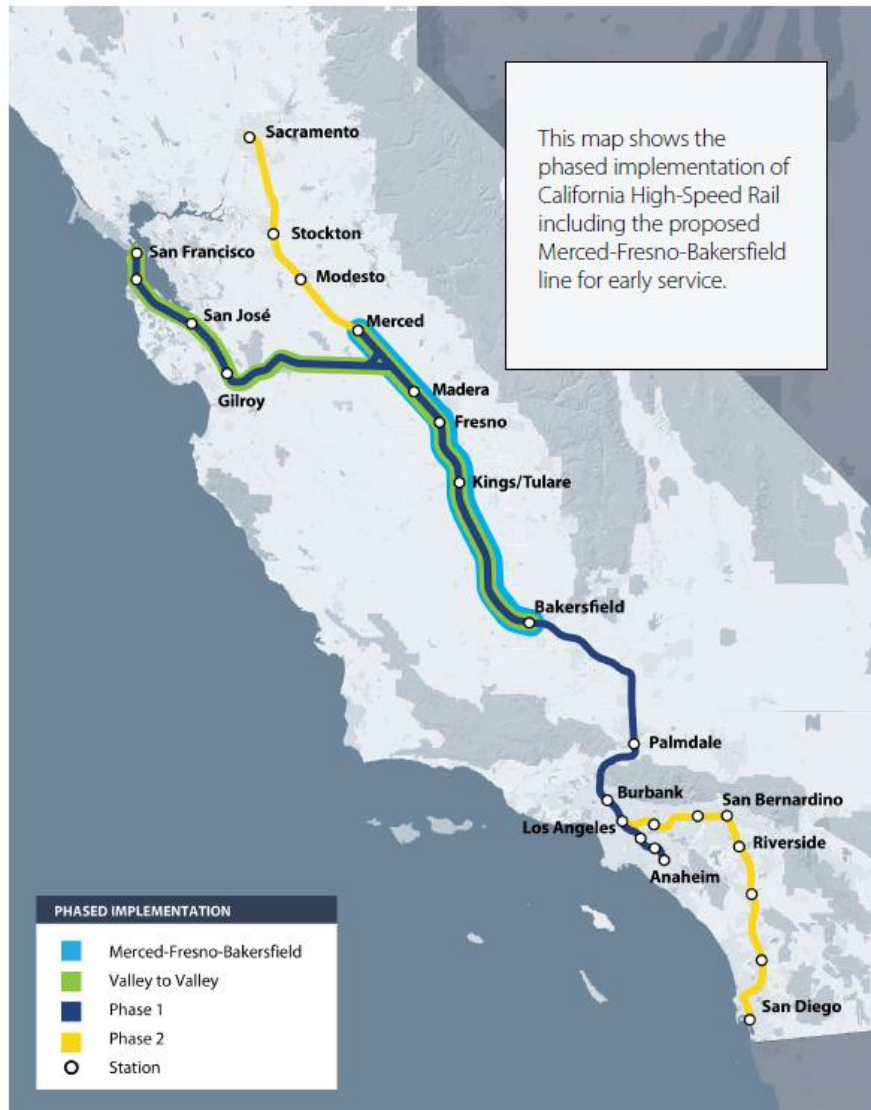 This map shows the
phased implementation of
California High-Speed Rail
including the proposed
Merced-Fresno-Bakersfield
line for early service.
Sacramento
Stockton
San Francisco
Modesto
San José
Merced
Gilroy
Madera
Fresno
Kings/Tulare
Bakersfield
Palmdale
Burbank
San Bernardino
Los Angeles
Riverside
Anaheim
San Diego
PHASED IMPLEMENTATION
Merced-Fresno-Bakersfield
Valley to Valley
Phase 1
Phase 2
Station